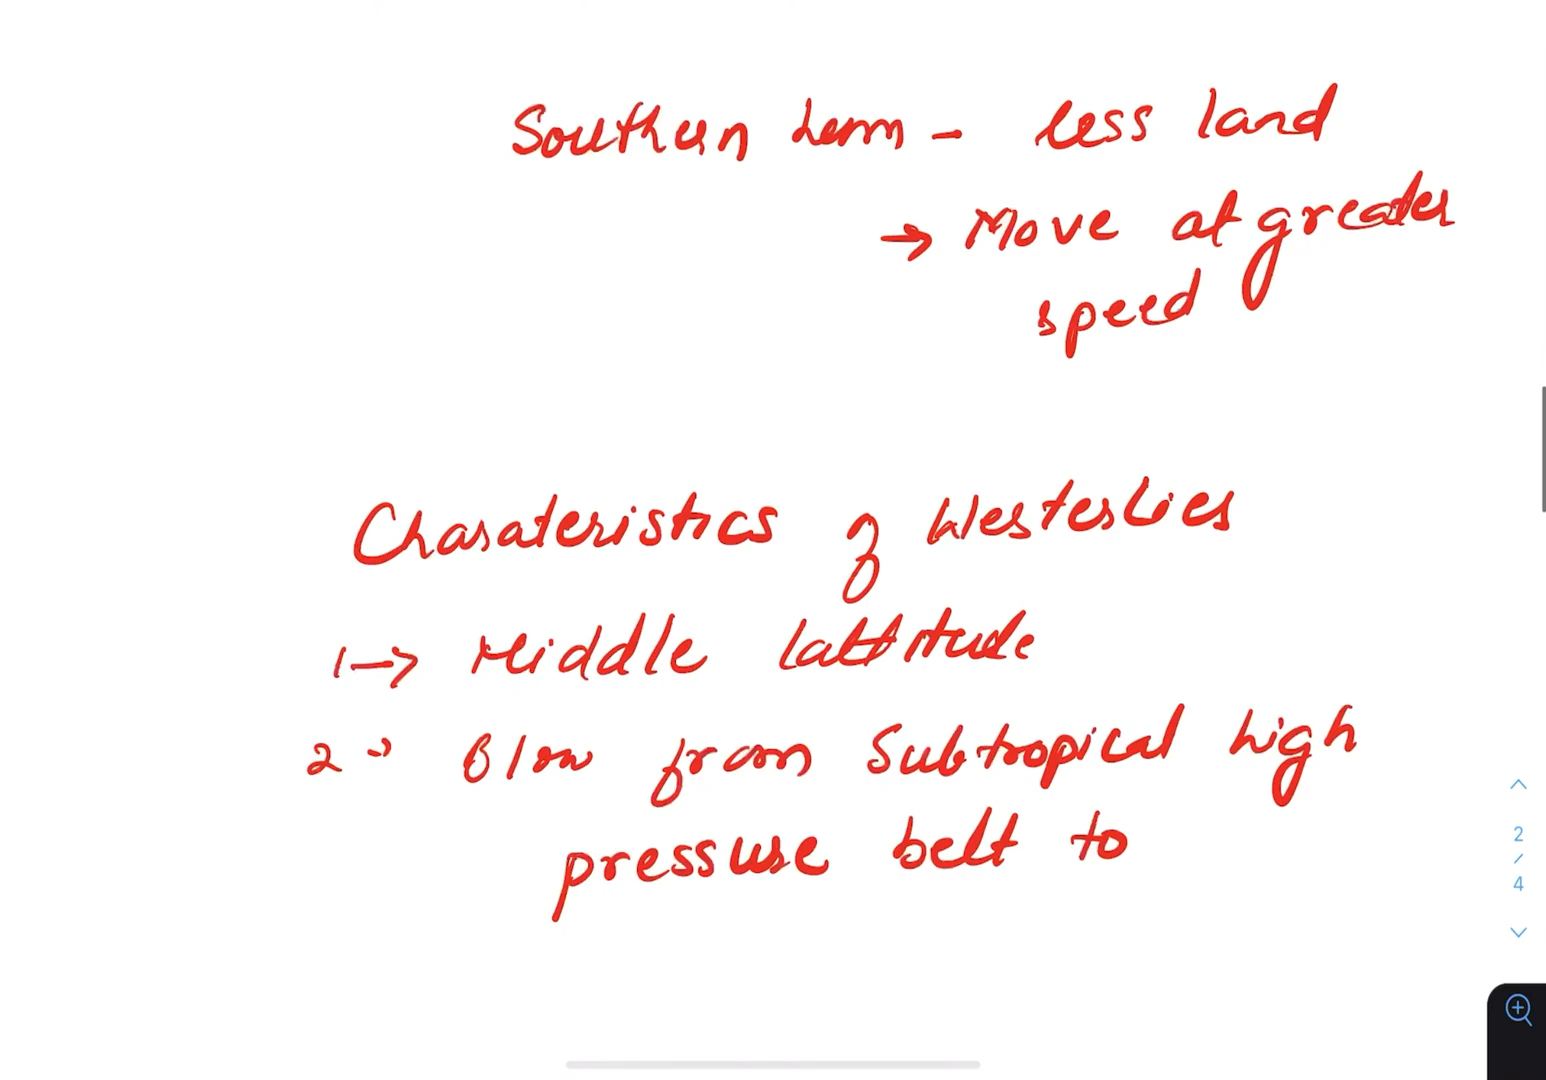 Southern hem - less land
→ Move at greater
speed
Charateristics of Westerlies
1→ Middle lattitude
2→ Blow from Subtropical high
pressure belt to
2
/
4